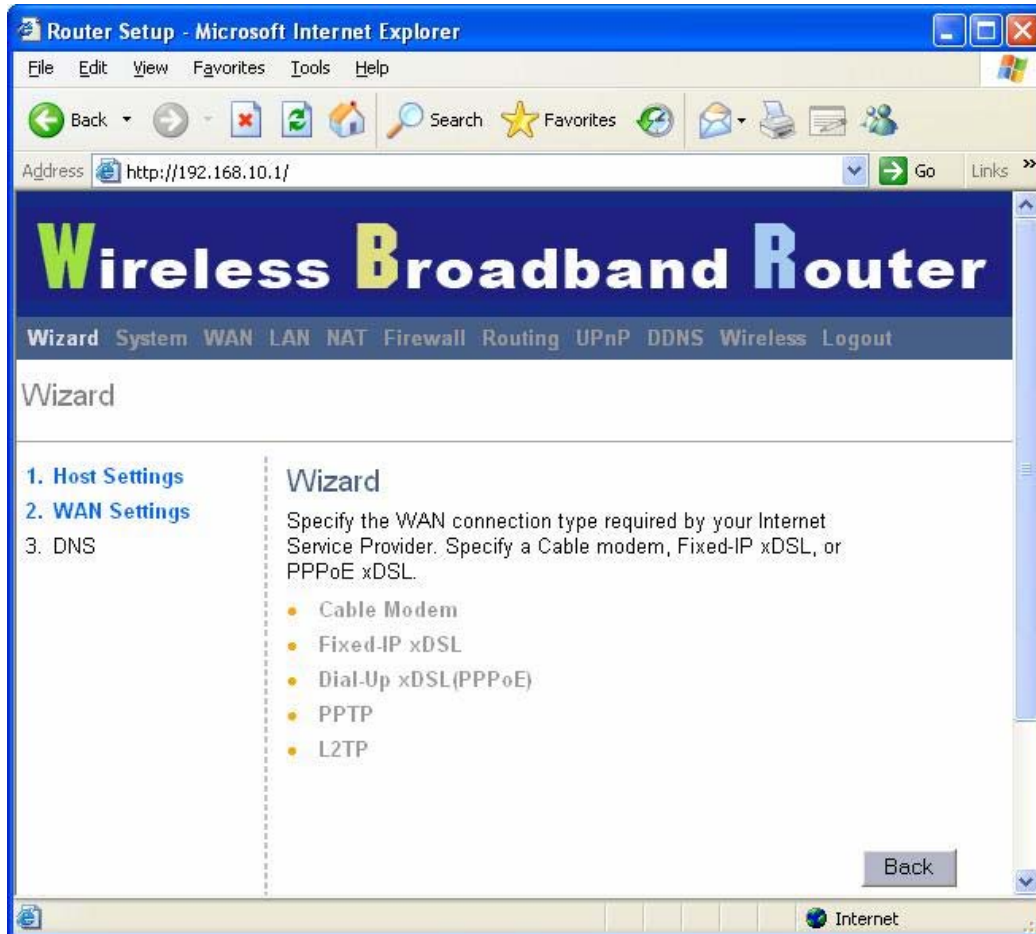 Router Setup - Microsoft Internet Explorer
File Edit View Favorites Tools Help
Back Search Favorites
Address http://192.168.10.1/ Go Links »
Wireless Broadband Router
Wizard System WAN LAN NAT Firewall Routing UPnP DDNS Wireless Logout
Wizard
1. Host Settings
2. WAN Settings
3. DNS
Wizard
Specify the WAN connection type required by your Internet
Service Provider. Specify a Cable modem, Fixed-IP xDSL, or
PPPoE xDSL.
Cable Modem
Fixed-IP xDSL
Dial-Up xDSL(PPPoE)
PPTP
L2TP
Back
Internet